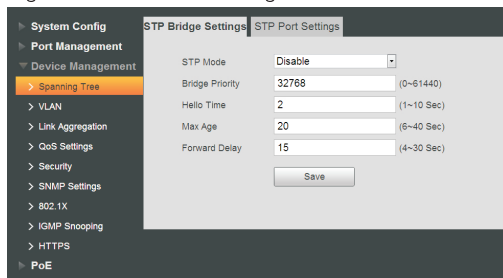 System Config
Port Management
Device Management
> Spanning Tree
> VLAN
> Link Aggregation
> QoS Settings
> Security
> SNMP Settings
> 802.1X
> IGMP Snooping
> HTTPS
PoE
STP Bridge Settings STP Port Settings
STP Mode Disable
Bridge Priority 32768 (0~61440)
Hello Time 2 (1~10 Sec)
Max Age 20 (6~40 Sec)
Forward Delay 15 (4~30 Sec)
Save